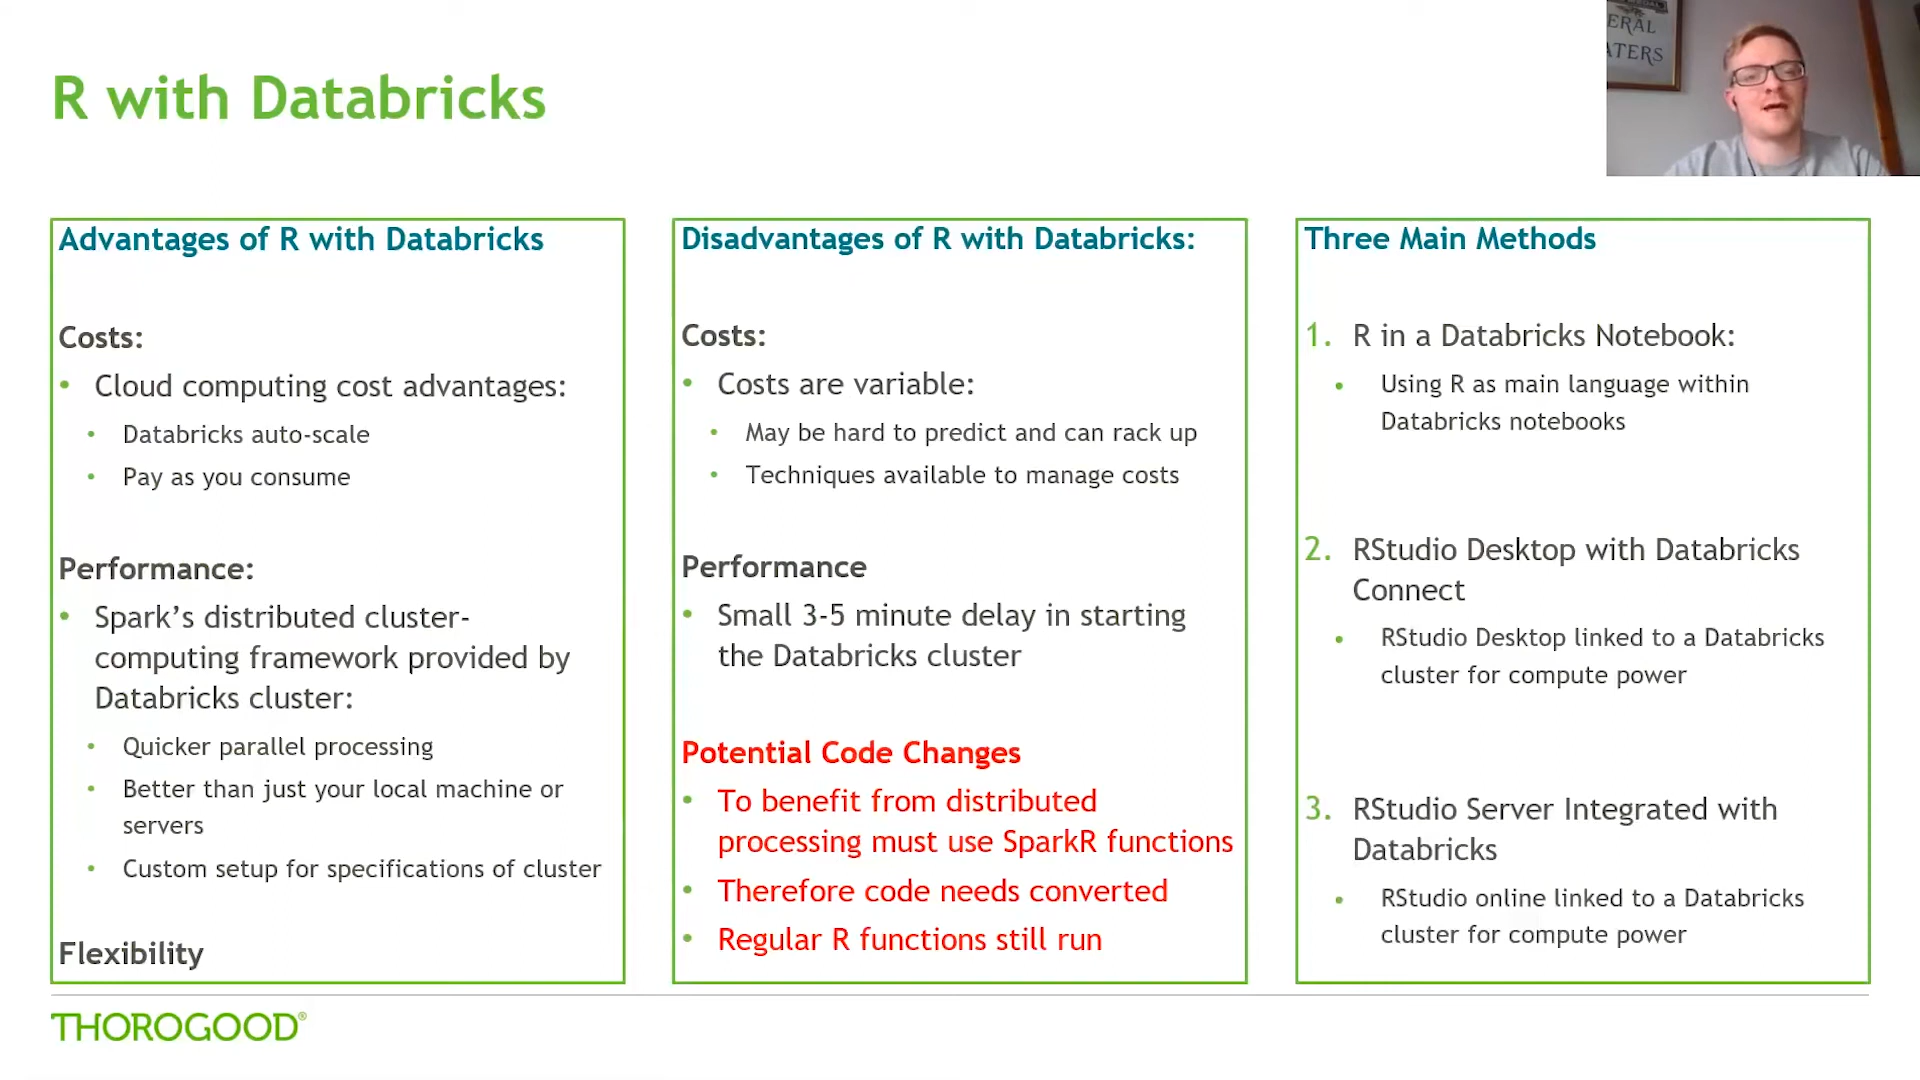 R with Databricks
ERAL
ATERS
Advantages of R with Databricks
Costs:
• Cloud computing cost advantages:
• Databricks auto-scale
• Pay as you consume
Performance:
• Spark’s distributed cluster-
computing framework provided by
Databricks cluster:
• Quicker parallel processing
• Better than just your local machine or
servers
• Custom setup for specifications of cluster
Flexibility
Disadvantages of R with Databricks:
Costs:
• Costs are variable:
• May be hard to predict and can rack up
• Techniques available to manage costs
Performance
• Small 3-5 minute delay in starting
the Databricks cluster
Potential Code Changes
• To benefit from distributed
processing must use SparkR functions
• Therefore code needs converted
• Regular R functions still run
Three Main Methods
1. R in a Databricks Notebook:
• Using R as main language within
Databricks notebooks
2. RStudio Desktop with Databricks
Connect
• RStudio Desktop linked to a Databricks
cluster for compute power
3. RStudio Server Integrated with
Databricks
• RStudio online linked to a Databricks
cluster for compute power
THOROGOOD®